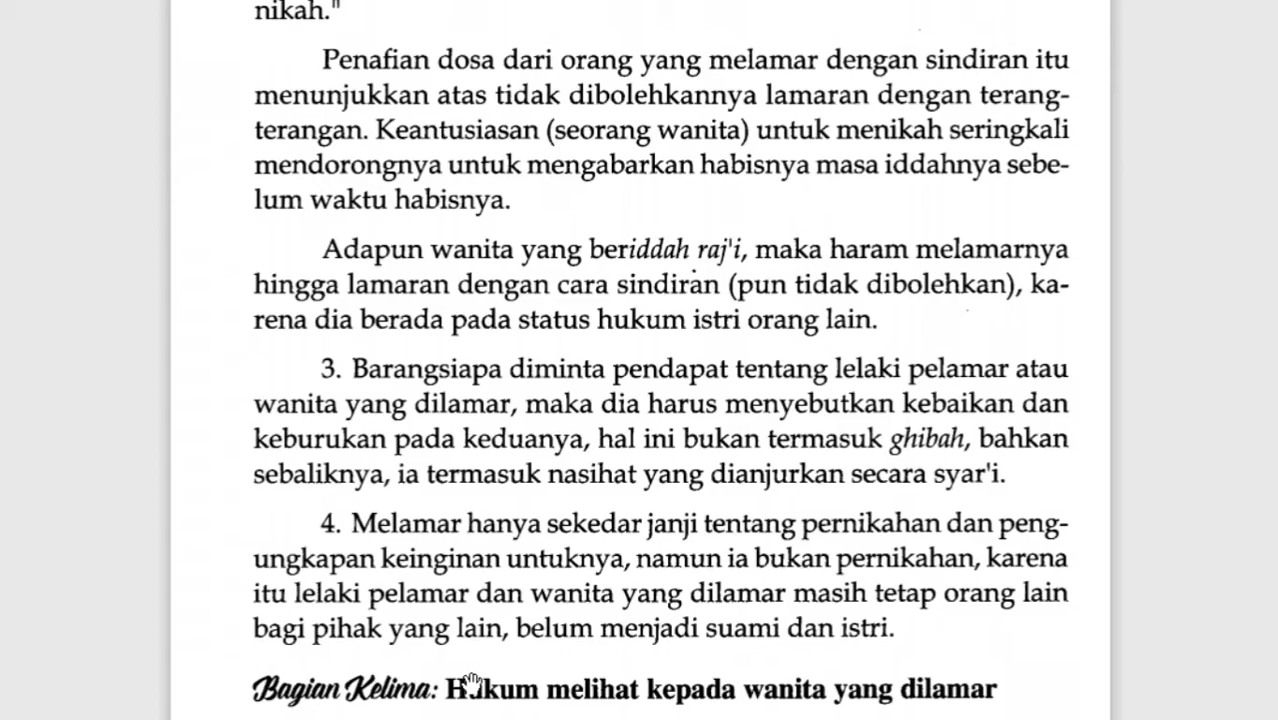 nikah."
Penafian dosa dari orang yang melamar dengan sindiran itu
menunjukkan atas tidak dibolehkannya lamaran dengan terang-
terangan. Keantusiasan (seorang wanita) untuk menikah seringkali
mendorongnya untuk mengabarkan habisnya masa iddahnya sebe-
lum waktu habisnya.
Adapun wanita yang beriddah raj'i, maka haram melamarnya
hingga lamaran dengan cara sindiran (pun tidak dibolehkan), ka-
rena dia berada pada status hukum istri orang lain.
3. Barangsiapa diminta pendapat tentang lelaki pelamar atau
wanita yang dilamar, maka dia harus menyebutkan kebaikan dan
keburukan pada keduanya, hal ini bukan termasuk ghibah, bahkan
sebaliknya, ia termasuk nasihat yang dianjurkan secara syar'i.
4. Melamar hanya sekedar janji tentang pernikahan dan peng-
ungkapan keinginan untuknya, namun ia bukan pernikahan, karena
itu lelaki pelamar dan wanita yang dilamar masih tetap orang lain
bagi pihak yang lain, belum menjadi suami dan istri.
Bagian Kelima: Hukum melihat kepada wanita yang dilamar